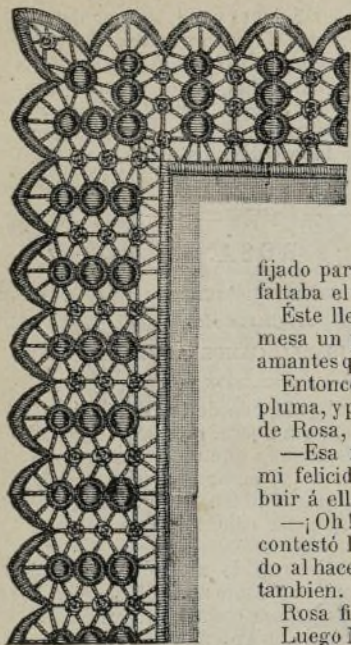 fijado par
faltaba el
Éste lle
mesa un
amantes q
Entonce
pluma, y p
de Rosa,
—Esa
mi felicid
buir á ell
—¡Oh!
contestó
do al hace
tambien.
Rosa fi
Luego